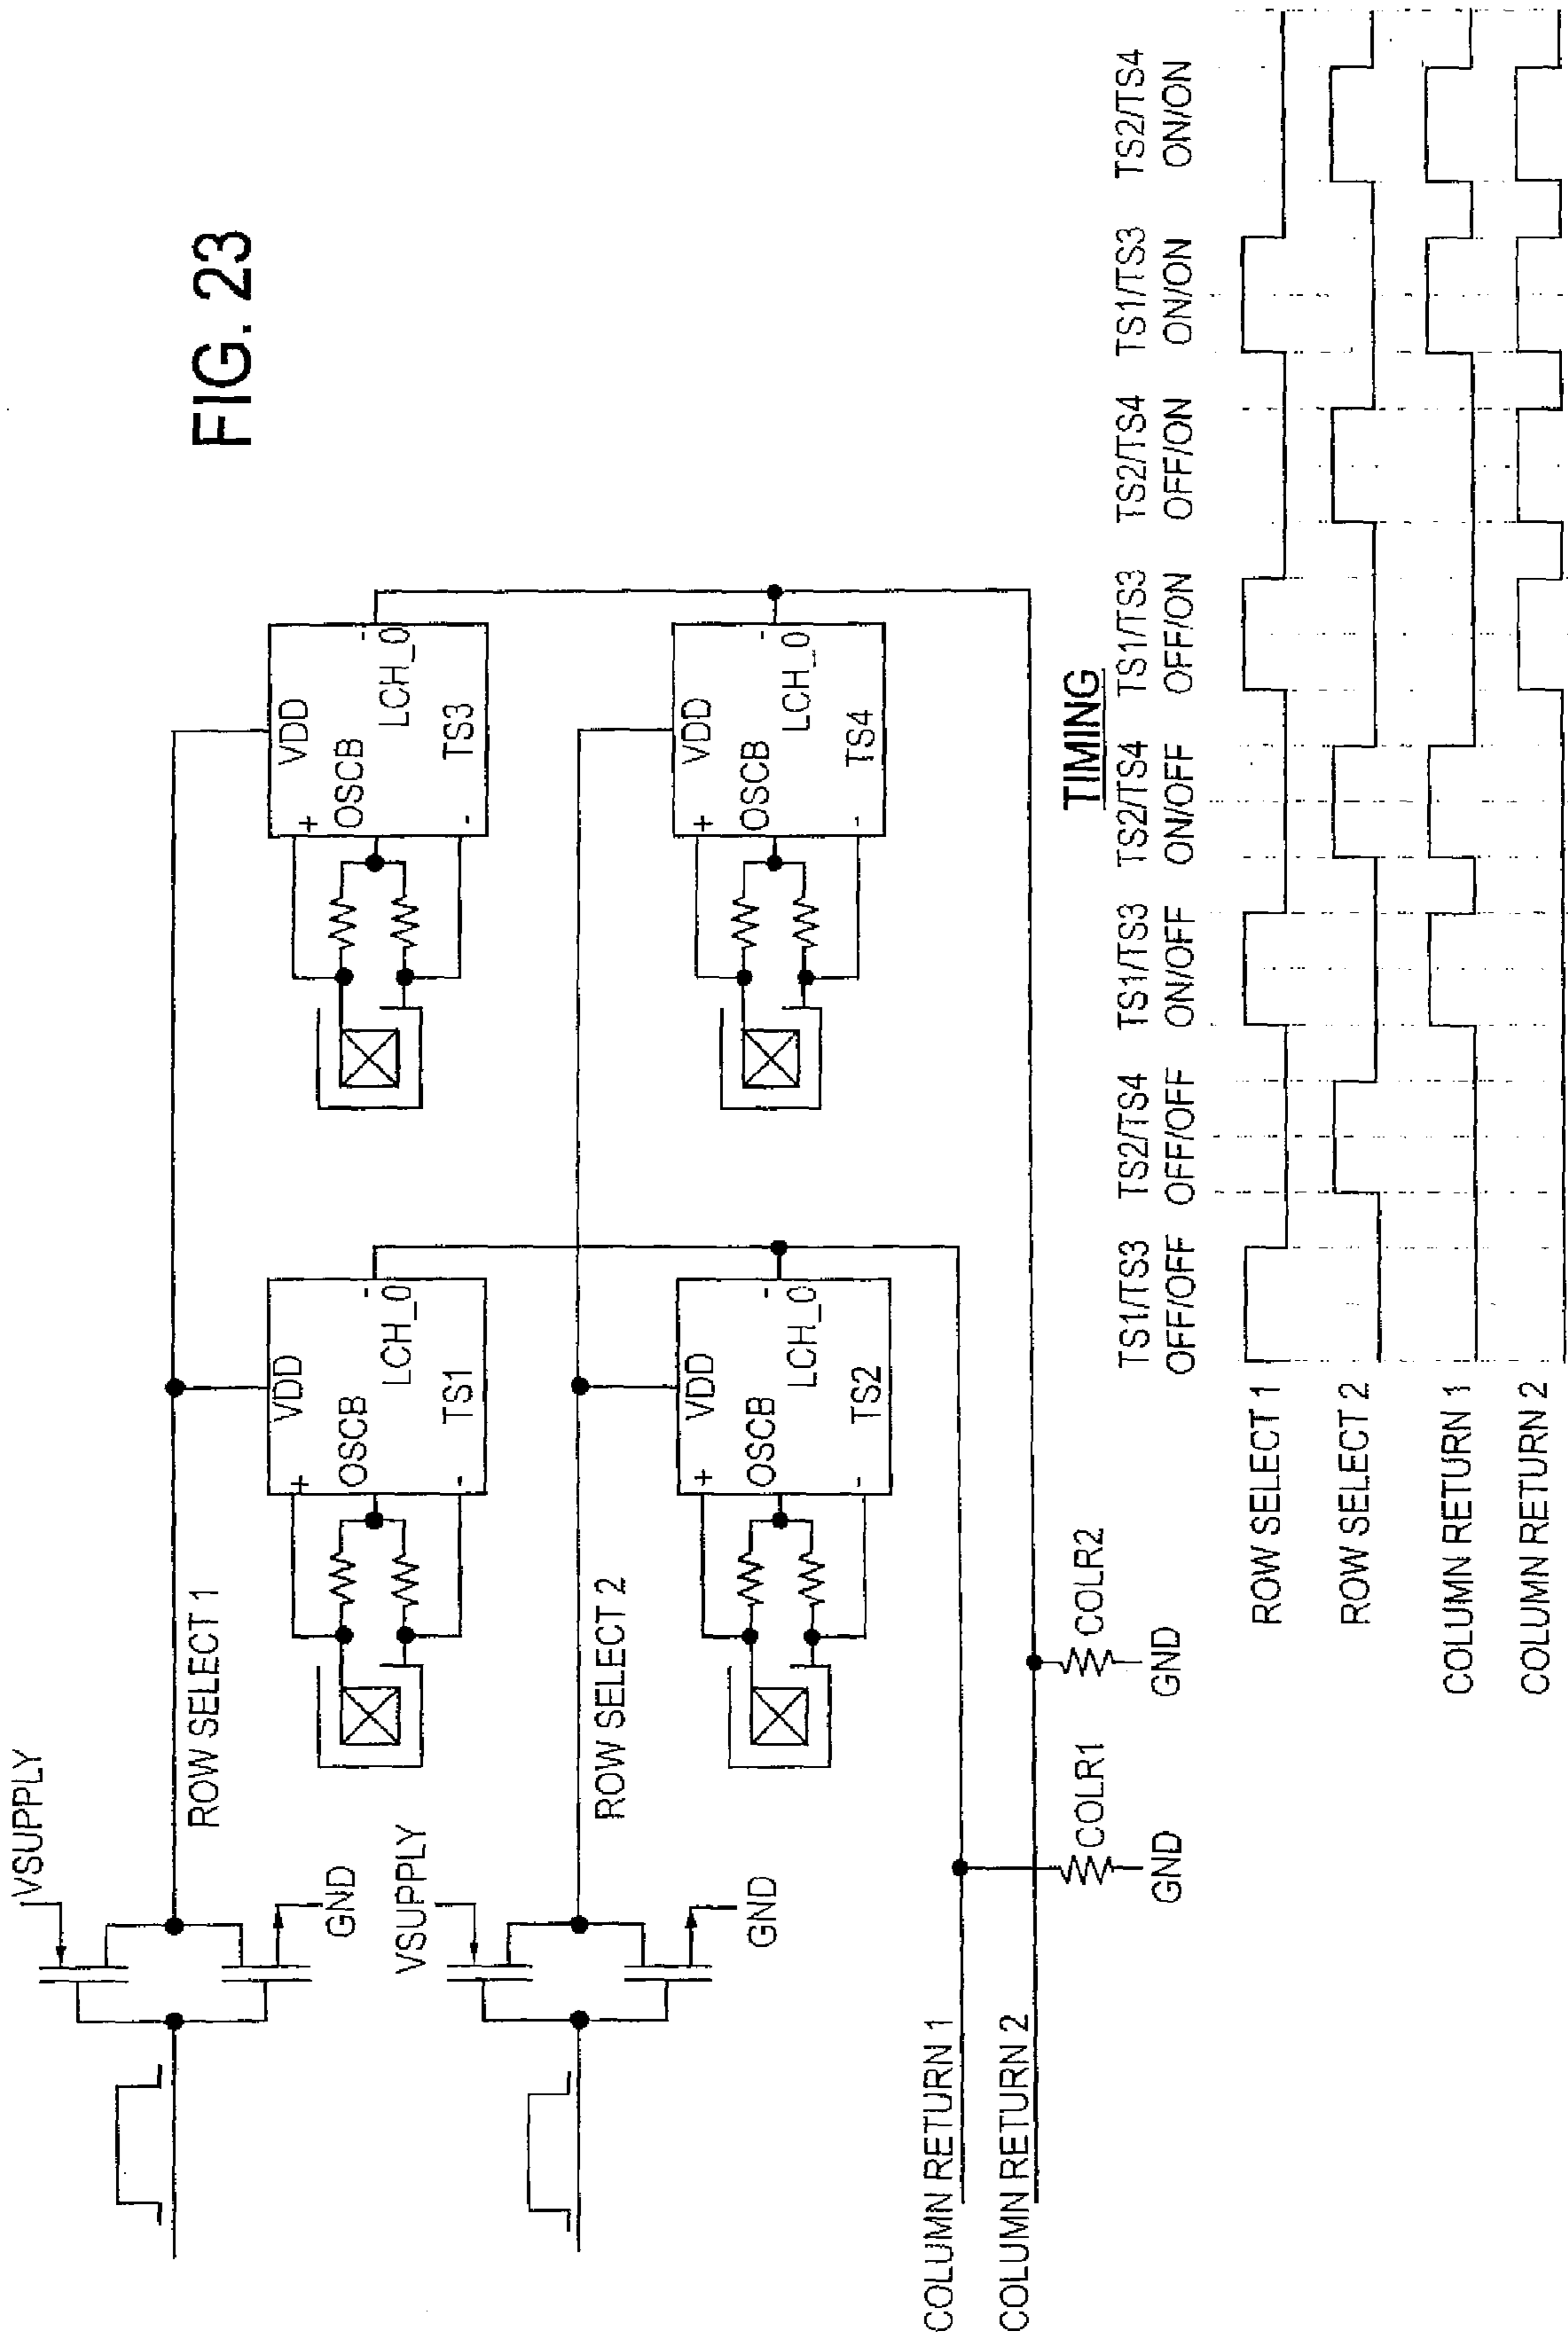 FIG. 23
VSUPPLY
ROW SELECT 1
GND
VDD
+
OSCB
-
LCH_0
-
TS1
VDD
+
OSCB
-
LCH_0
-
TS3
VSUPPLY
ROW SELECT 2
GND
VDD
+
OSCB
-
LCH_0
-
TS2
VDD
+
OSCB
-
LCH_0
-
TS4
COLUMN RETURN 1
COLUMN RETURN 2
COLR1
GND
COLR2
GND
TIMING
TS1/TS3 TS2/TS4 TS1/TS3 TS2/TS4 TS1/TS3 TS2/TS4 TS1/TS3 TS2/TS4
OFF/OFF OFF/OFF ON/OFF ON/OFF OFF/ON OFF/ON ON/ON ON/ON
ROW SELECT 1
ROW SELECT 2
COLUMN RETURN 1
COLUMN RETURN 2